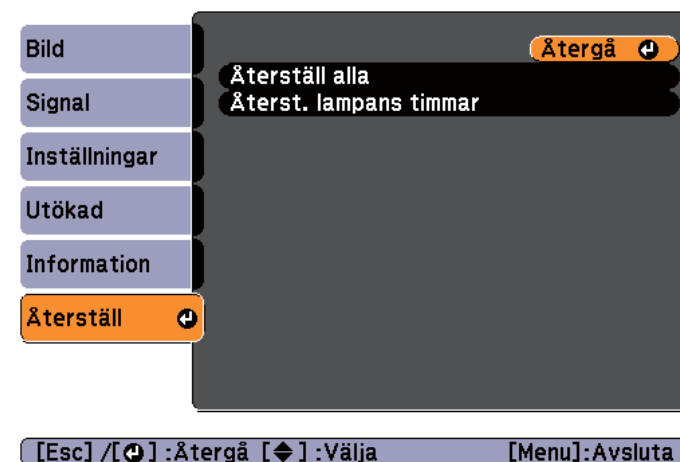 Bild
Signal
Inställningar
Utökad
Information
Återställ
Återgå
Återställ alla
Återst. lampans timmar
[Esc] /[ ] :Återgå [ ] :Välja [Menu]:Avsluta